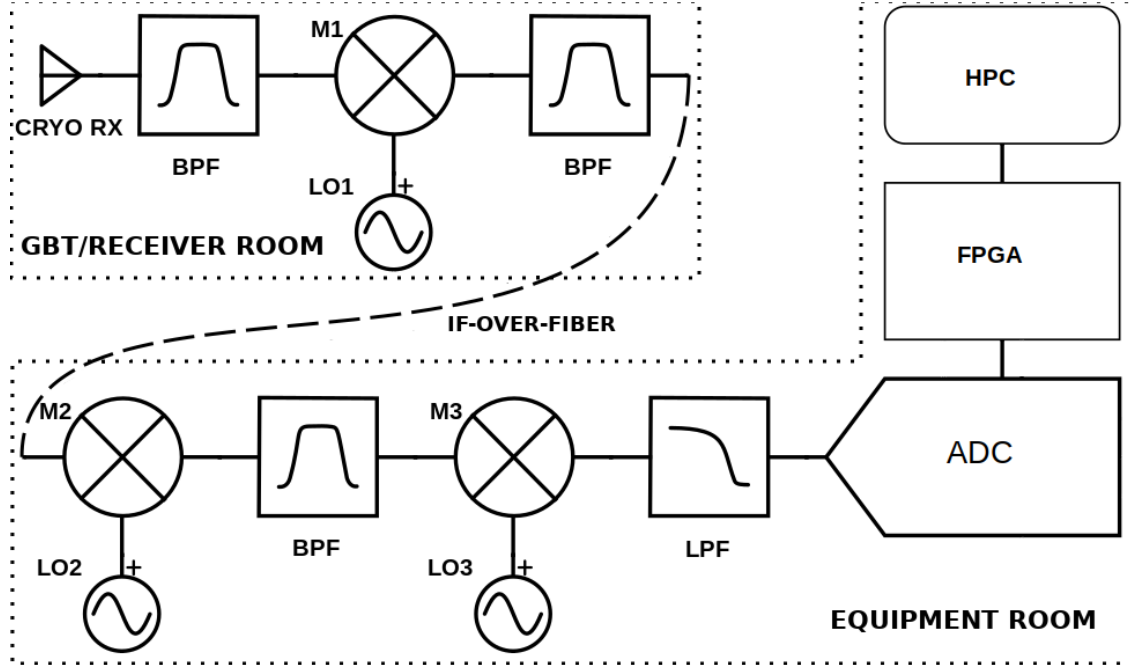 M1
HPC
CRYO RX
BPF
BPF
LO1
+
GBT/RECEIVER ROOM
FPGA
IF-OVER-FIBER
M2
M3
ADC
BPF
LPF
LO2
+
LO3
+
EQUIPMENT ROOM